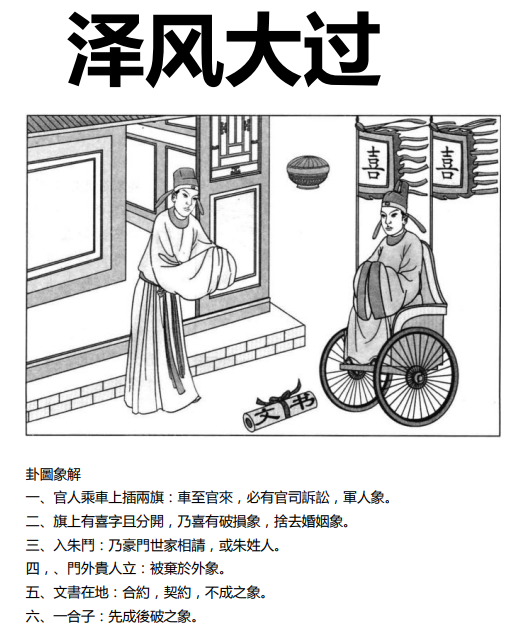 泽风大过
喜
喜
文书
卦圖象解
一、官人乘車上插兩旗：車至官來，必有官司訴訟，軍人象。
二、旗上有喜字且分開，乃喜有破損象，捨去婚姻象。
三、入朱門：乃豪門世家相請，或朱姓人。
四，、門外貴人立：被棄於外象。
五、文書在地：合約，契約，不成之象。
六、一合子：先成後破之象。